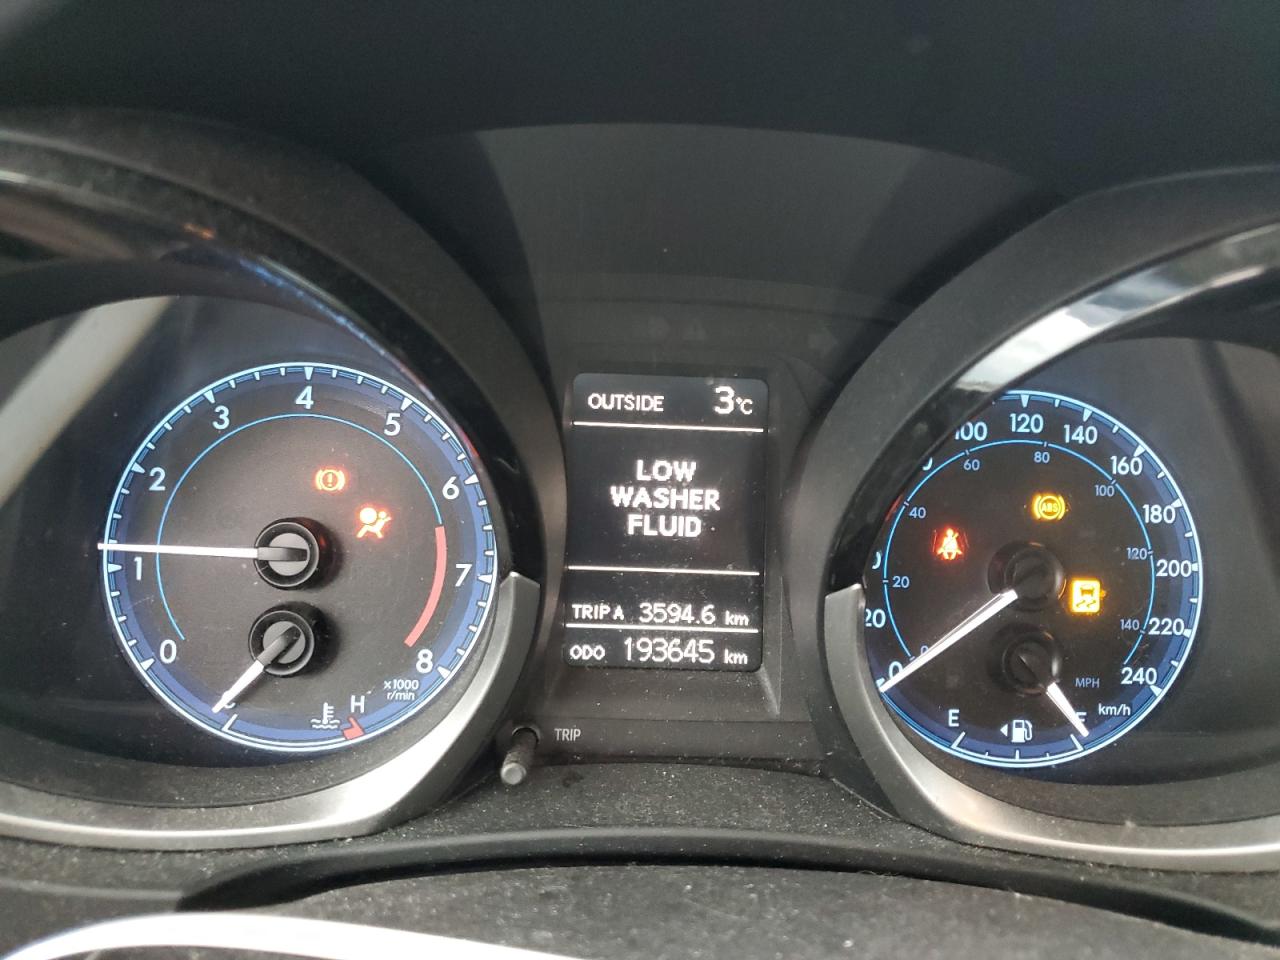 OUTSIDE 3°C
LOW
WASHER
FLUID
TRIP A 3594.6 km
ODO 193645 km
TRIP
0
1
2
3
4
5
6
7
8
x1000
r/min
H
ABS
0
20
100
120
140
160
180
200
220
240
km/h
20
40
60
80
100
120
140
MPH
E
F